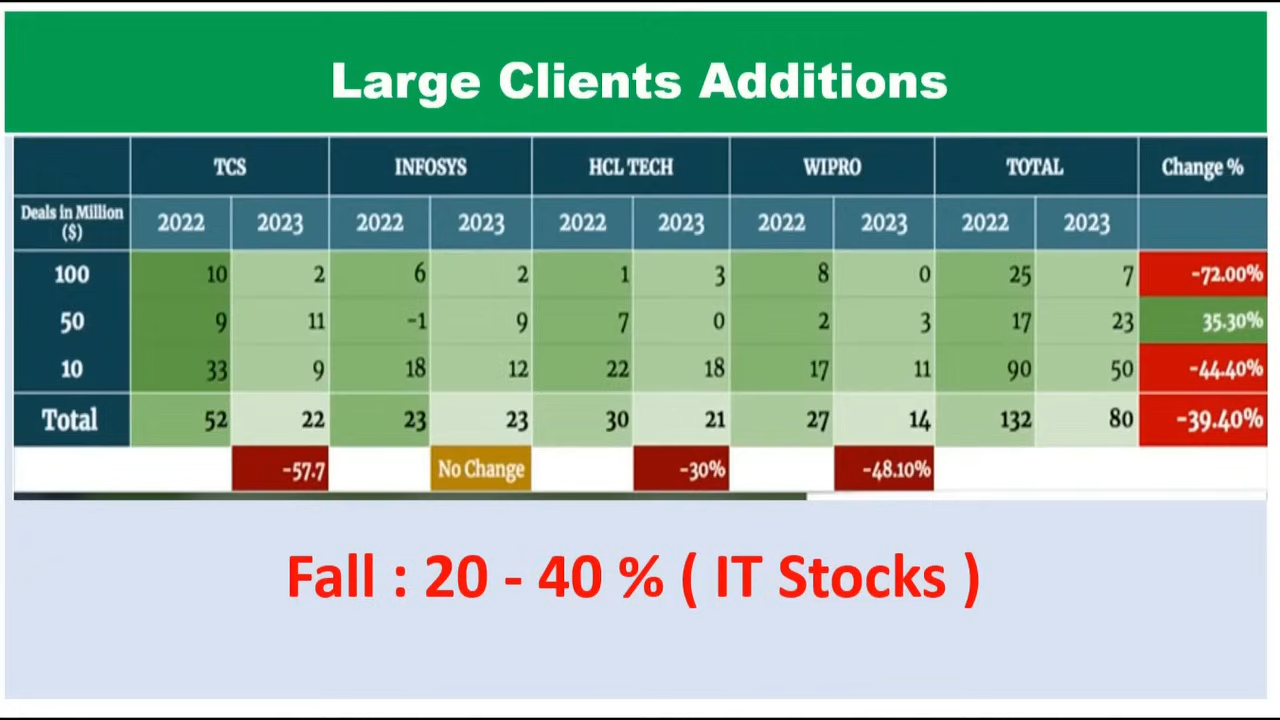 Large Clients Additions
TCS INFOSYS HCL TECH WIPRO TOTAL Change %
Deals in Million ($) 2022 2023 2022 2023 2022 2023 2022 2023 2022 2023
100 10 2 6 2 1 3 8 0 25 7 -72.00%
50 9 11 -1 9 7 0 2 3 17 23 35.30%
10 33 9 18 12 22 18 17 11 90 50 -44.40%
Total 52 22 23 23 30 21 27 14 132 80 -39.40%
-57.7 No Change -30% -48.10%
Fall : 20 - 40 % ( IT Stocks )